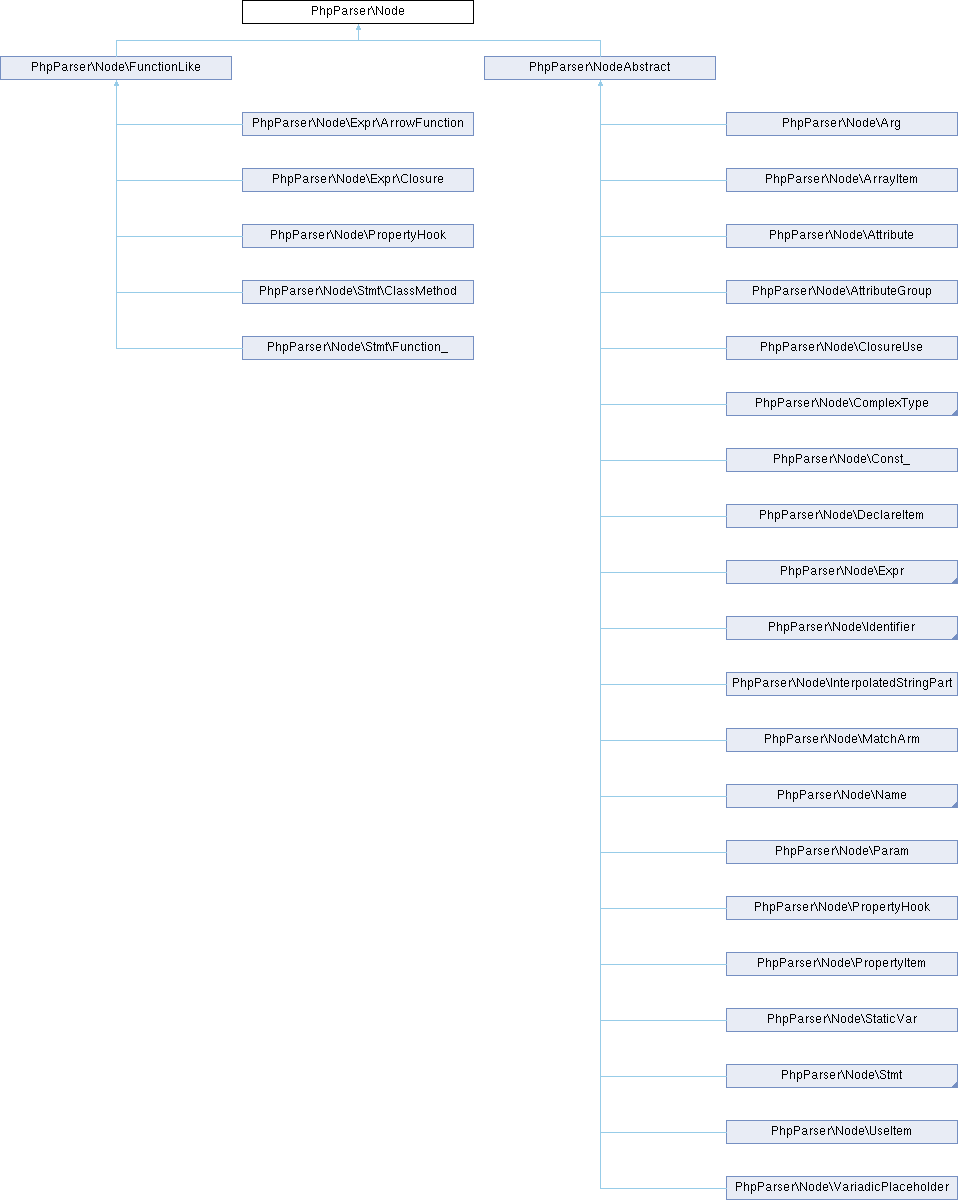 PhpParser\Node
PhpParser\Node\FunctionLike
PhpParser\NodeAbstract
PhpParser\Node\Expr\ArrowFunction
PhpParser\Node\Expr\Closure
PhpParser\Node\PropertyHook
PhpParser\Node\Stmt\ClassMethod
PhpParser\Node\Stmt\Function_
PhpParser\Node\Arg
PhpParser\Node\ArrayItem
PhpParser\Node\Attribute
PhpParser\Node\AttributeGroup
PhpParser\Node\ClosureUse
PhpParser\Node\ComplexType
PhpParser\Node\Const_
PhpParser\Node\DeclareItem
PhpParser\Node\Expr
PhpParser\Node\Identifier
PhpParser\Node\InterpolatedStringPart
PhpParser\Node\MatchArm
PhpParser\Node\Name
PhpParser\Node\Param
PhpParser\Node\PropertyHook
PhpParser\Node\PropertyItem
PhpParser\Node\StaticVar
PhpParser\Node\Stmt
PhpParser\Node\UseItem
PhpParser\Node\VariadicPlaceholder